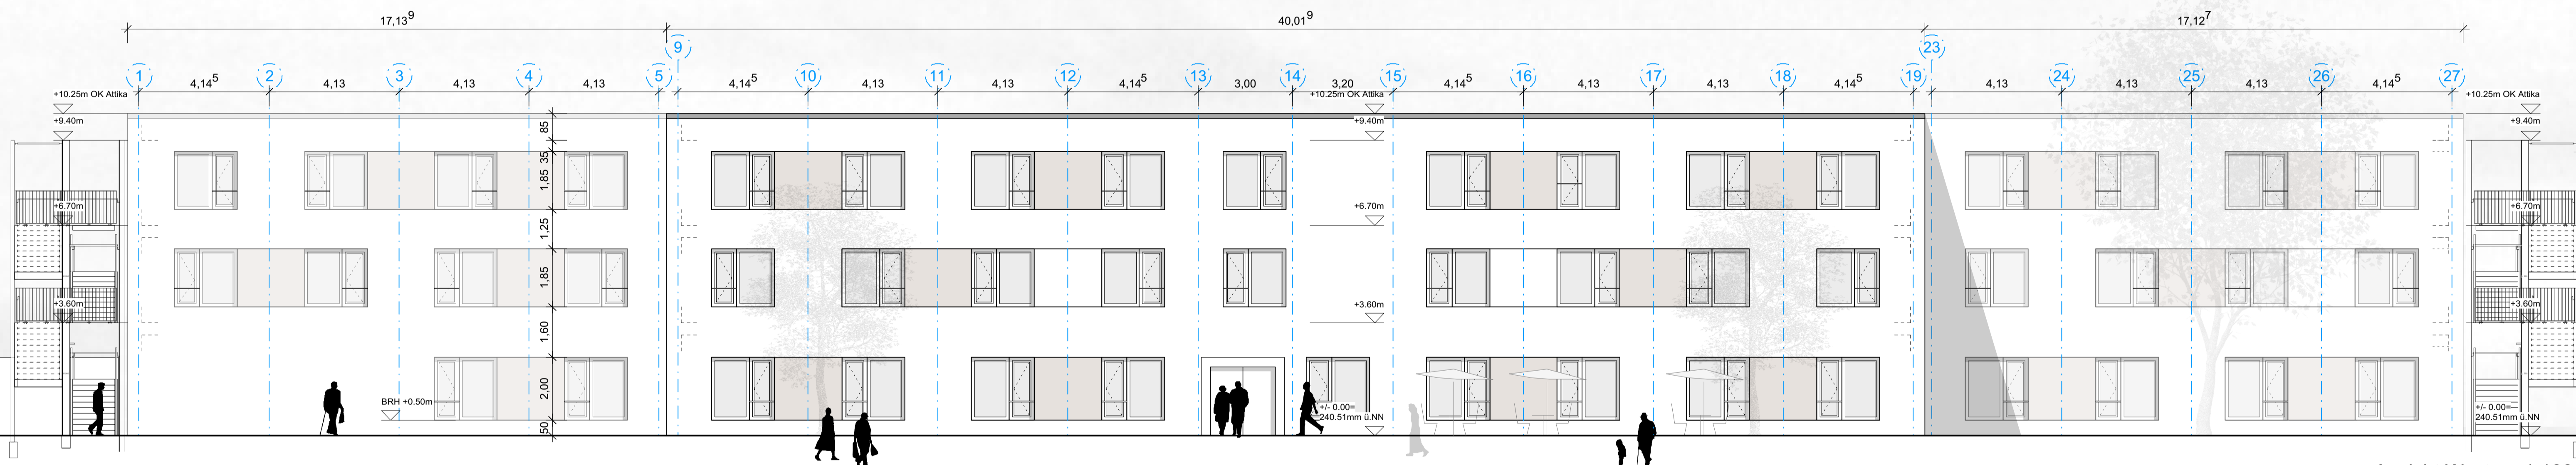 17,13⁹ 40,01⁹ 17,12⁷
9 23
1 2 3 4 5 10 11 12 13 14 15 16 17 18 19 24 25 26 27
4,14⁵ 4,13 4,13 4,13 4,14⁵ 4,13 4,13 4,14⁵ 3,00 3,20 4,14⁵ 4,13 4,13 4,14⁵ 4,13 4,13 4,13 4,14⁵
+10.25m OK Attika +10.25m OK Attika +10.25m OK Attika
+9.40m +9.40m +9.40m
85
35
1,85
+6.70m +6.70m +6.70m
1,25
1,85
+3.60m +3.60m +3.60m
1,60
2,00
BRH +0.50m
50
+/- 0.00= +/- 0.00=
240.51mm ü.NN 240.51mm ü.NN